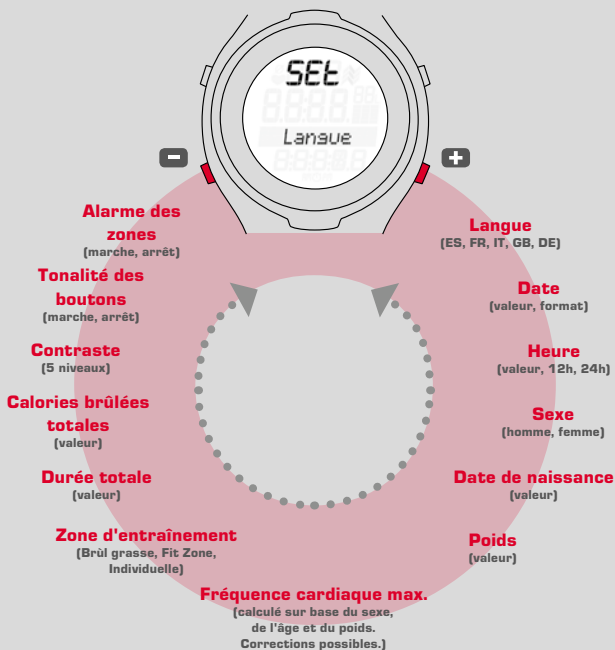 SEt
Langue
-
+
Langue
(ES, FR, IT, GB, DE)
Date
(valeur, format)
Heure
(valeur, 12h, 24h)
Sexe
(homme, femme)
Date de naissance
(valeur)
Poids
(valeur)
Fréquence cardiaque max.
(calculé sur base du sexe,
de l'âge et du poids.
Corrections possibles.)
Zone d'entraînement
(Brûl grasse, Fit Zone,
Individuelle)
Durée totale
(valeur)
Calories brûlées
totales
(valeur)
Contraste
(5 niveaux)
Tonalité des
boutons
(marche, arrêt)
Alarme des
zones
(marche, arrêt)